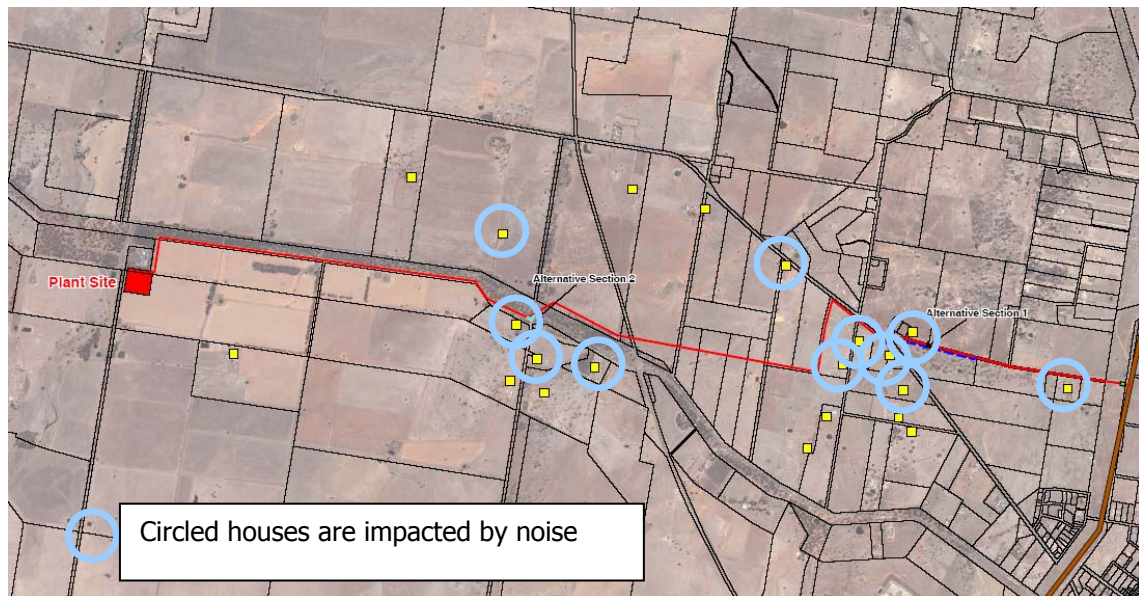 Alternative Section 2
Plant Site
Alternative Section 1
Circled houses are impacted by noise